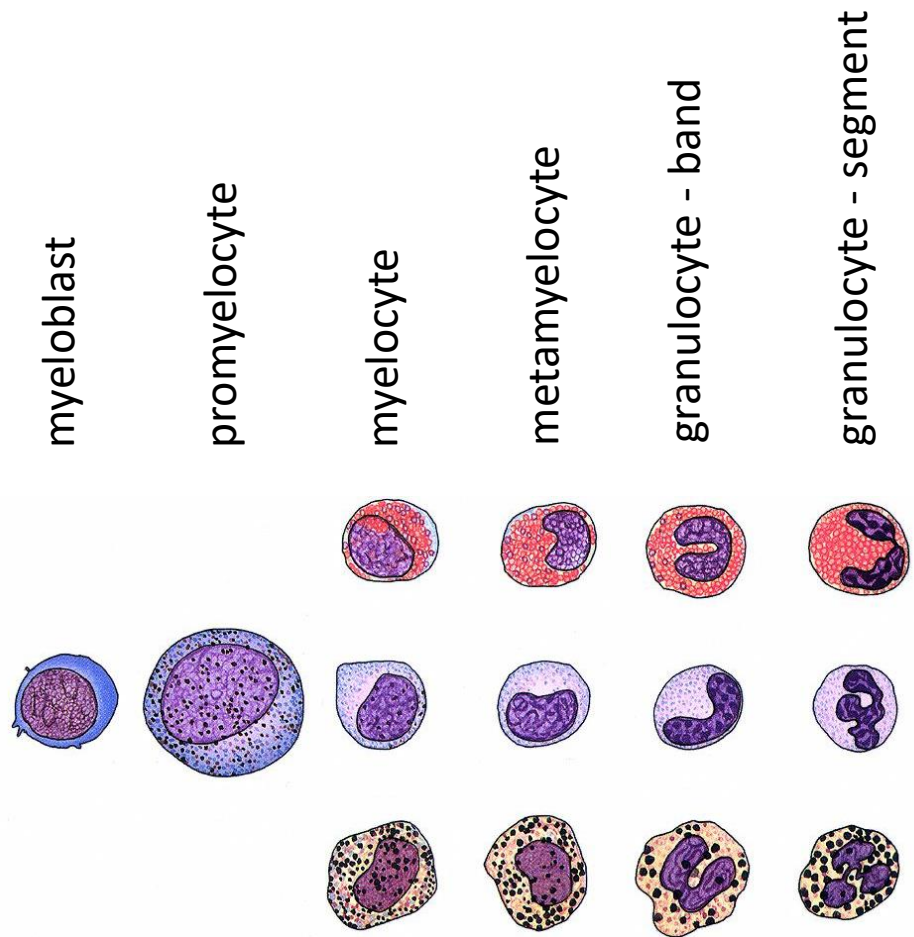 myeloblast
promyelocyte
myelocyte
metamyelocyte
granulocyte - band
granulocyte - segment